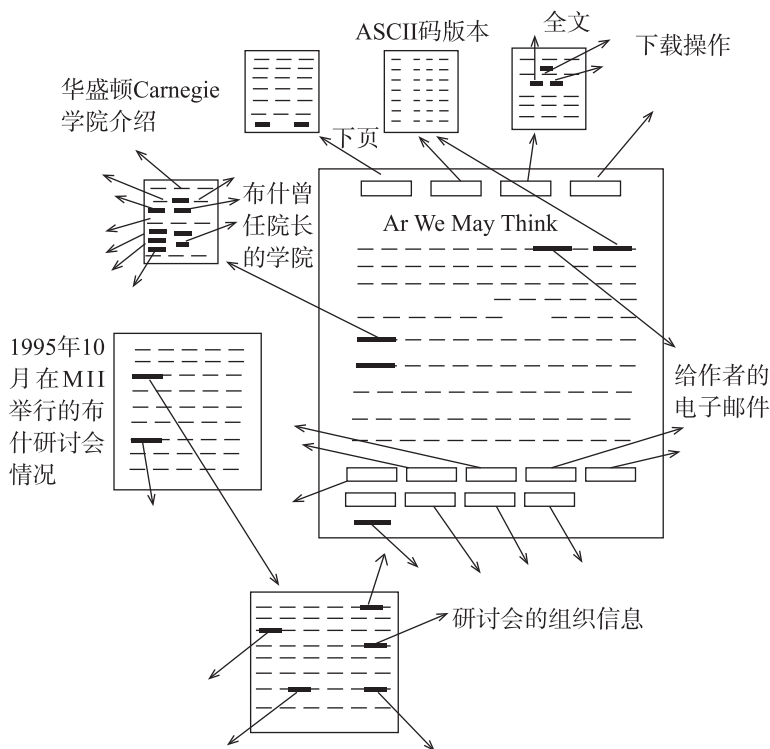 全文
ASCII码版本
下载操作
华盛顿Carnegie
学院介绍
下页
布什曾
任院长
的学院
Ar We May Think
1995年10
月在MII
举行的布
什研讨会
情况
给作者的
电子邮件
研讨会的组织信息